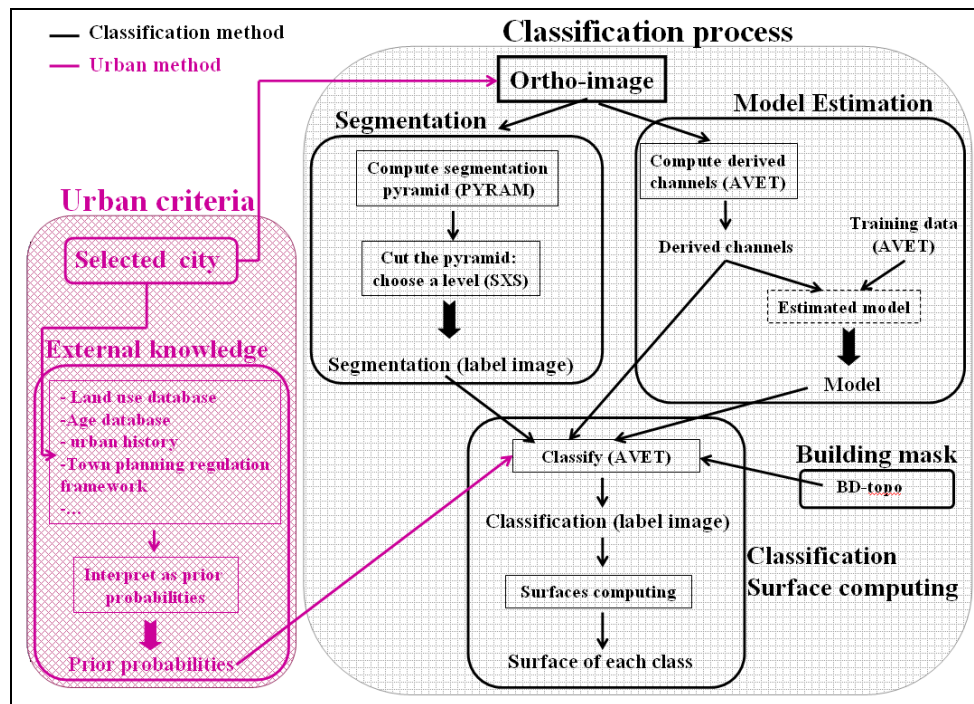 Classification method
Urban method
Classification process
Ortho-image
Segmentation
Model Estimation
Compute segmentation
pyramid (PYRAM)
Cut the pyramid:
choose a level (SXS)
Segmentation (label image)
Compute derived
channels (AVET)
Derived channels
Training data
(AVET)
Estimated model
Model
Urban criteria
Selected city
External knowledge
- Land use database
-Age database
- urban history
-Town planning regulation
framework
-...
Interpret as prior
probabilities
Prior probabilities
Classify (AVET)
Classification (label image)
Surfaces computing
Surface of each class
Building mask
BD-topo
Classification
Surface computing